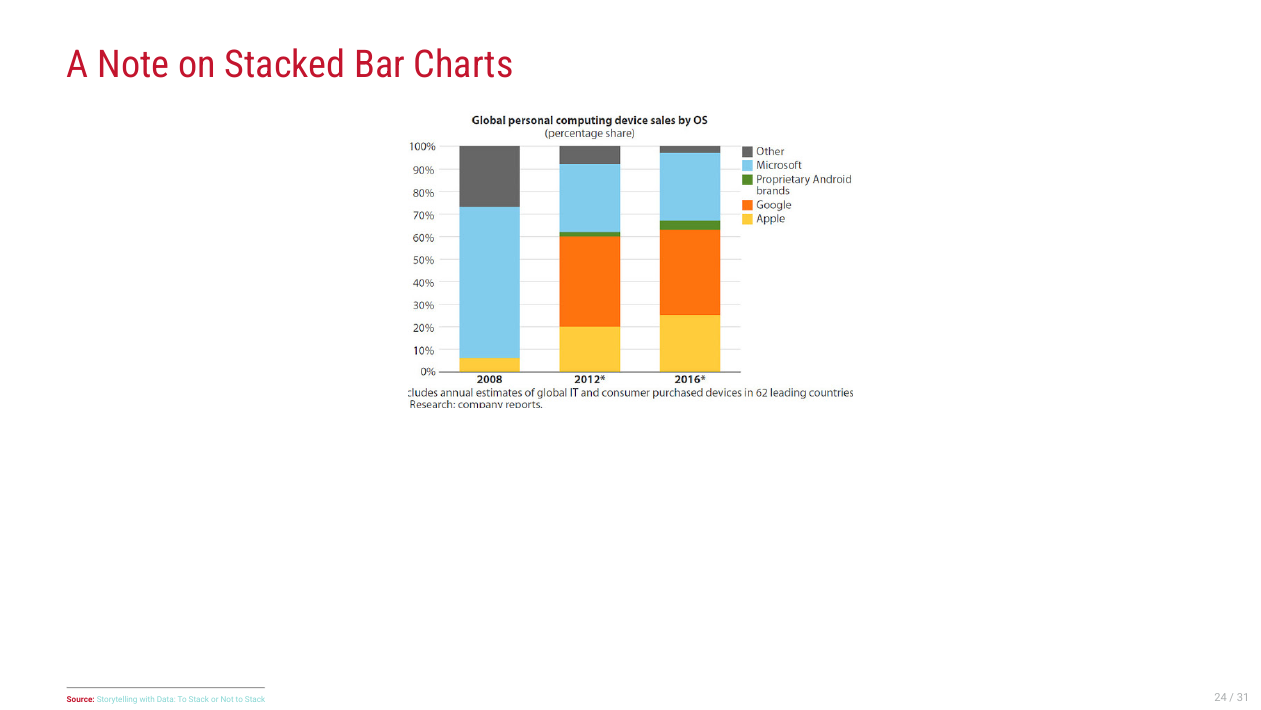 A Note on Stacked Bar Charts
Global personal computing device sales by OS
(percentage share)
100%
90%
80%
70%
60%
50%
40%
30%
20%
10%
0%
2008 2012* 2016*
Other
Microsoft
Proprietary Android
brands
Google
Apple
cludes annual estimates of global IT and consumer purchased devices in 62 leading countries
Research: company reports.
Source: Storytelling with Data: To Stack or Not to Stack
24 / 31